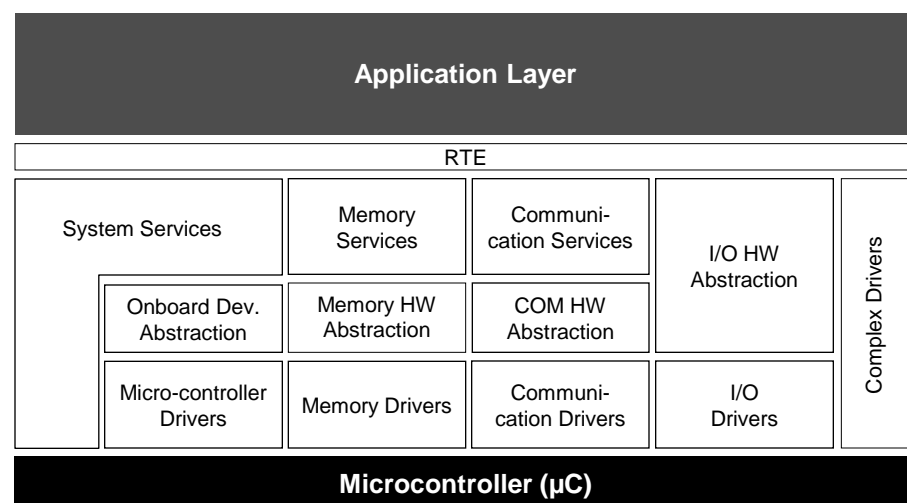 Application Layer
RTE
System Services
Memory
Services
Communi-
cation Services
I/O HW
Abstraction
Complex Drivers
Onboard Dev.
Abstraction
Memory HW
Abstraction
COM HW
Abstraction
Micro-controller
Drivers
Memory Drivers
Communi-
cation Drivers
I/O
Drivers
Microcontroller (µC)